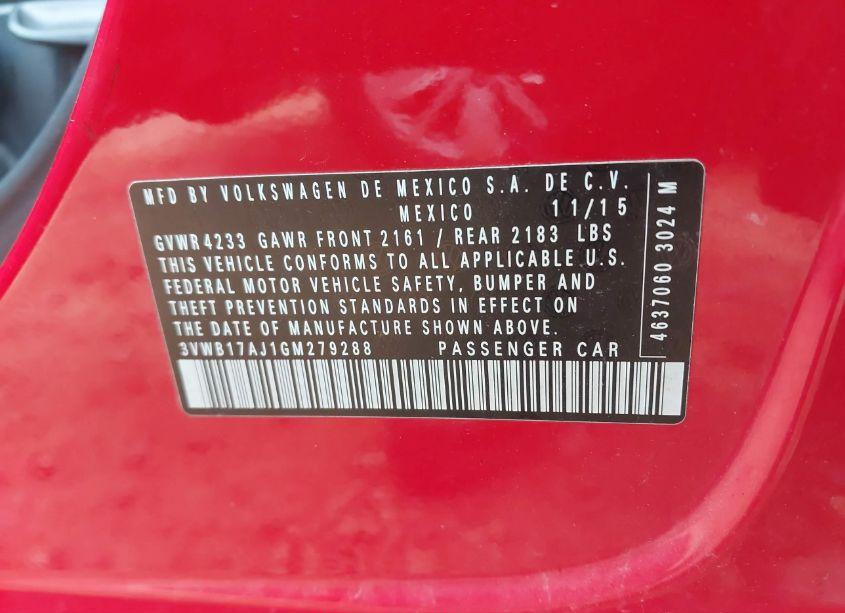 MFD BY VOLKSWAGEN DE MEXICO S.A. DE C.V.
MEXICO 11/15
GVWR 4233 GAWR FRONT 2161 / REAR 2183 LBS
THIS VEHICLE CONFORMS TO ALL APPLICABLE U.S.
FEDERAL MOTOR VEHICLE SAFETY, BUMPER AND
THEFT PREVENTION STANDARDS IN EFFECT ON
THE DATE OF MANUFACTURE SHOWN ABOVE.
3VWB17AJ1GM279288 PASSENGER CAR
4637060 3024 M